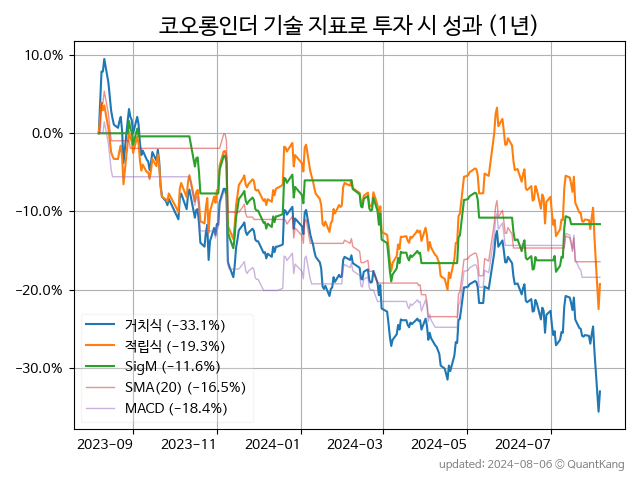 코오롱인더 기술 지표로 투자 시 성과 (1년)
10.0%
0.0%
−10.0%
−20.0%
−30.0%
거치식 (−33.1%)
적립식 (−19.3%)
SigM (−11.6%)
SMA(20) (−16.5%)
MACD (−18.4%)
2023-09 2023-11 2024-01 2024-03 2024-05 2024-07
updated: 2024-08-06 © QuantKang